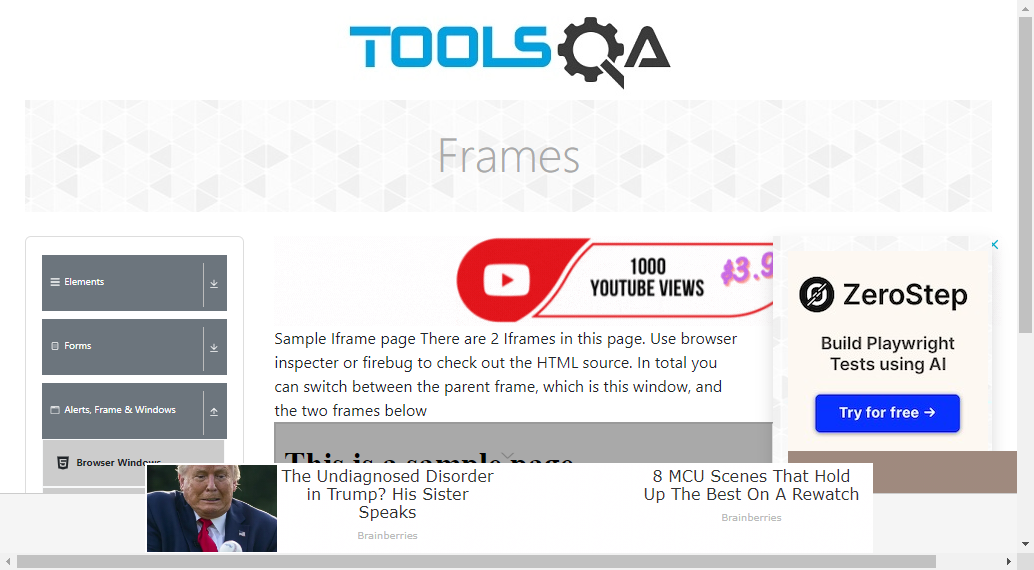 TOOLSQA
Frames
Elements
Forms
Alerts, Frame & Windows
Browser Windows
1000
YOUTUBE VIEWS
$3.9
Sample Iframe page There are 2 Iframes in this page. Use browser
inspecter or firebug to check out the HTML source. In total you
can switch between the parent frame, which is this window, and
the two frames below
This is a sample page
ZeroStep
Build Playwright
Tests using AI
Try for free →
The Undiagnosed Disorder
in Trump? His Sister
Speaks
Brainberries
8 MCU Scenes That Hold
Up The Best On A Rewatch
Brainberries